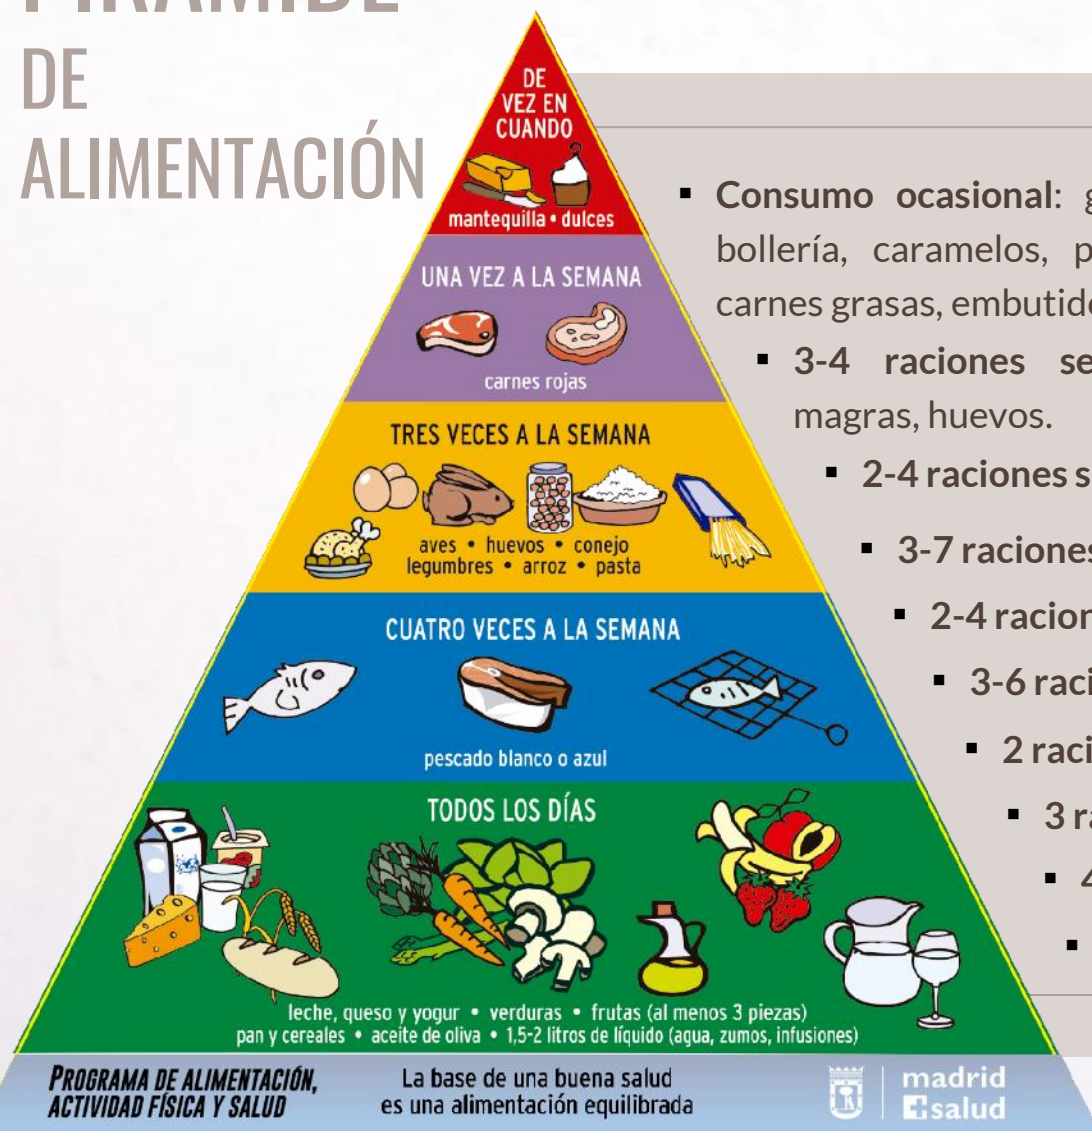 DE
ALIMENTACIÓN
DE
VEZ EN
CUANDO
mantequilla • dulces
UNA VEZ A LA SEMANA
carnes rojas
TRES VECES A LA SEMANA
aves • huevos • conejo
legumbres • arroz • pasta
CUATRO VECES A LA SEMANA
pescado blanco o azul
TODOS LOS DÍAS
leche, queso y yogur • verduras • frutas (al menos 3 piezas)
pan y cereales • aceite de oliva • 1,5-2 litros de líquido (agua, zumos, infusiones)
PROGRAMA DE ALIMENTACIÓN,
ACTIVIDAD FÍSICA Y SALUD
La base de una buena salud
es una alimentación equilibrada
madrid
salud
▪ Consumo ocasional:
bollería, caramelos,
carnes grasas,
▪ 3-4 raciones
magras, huevos.
▪ 2-4 raciones
▪ 3-7 raciones
▪ 2-4
▪ 3-6
▪ 2
▪ 3